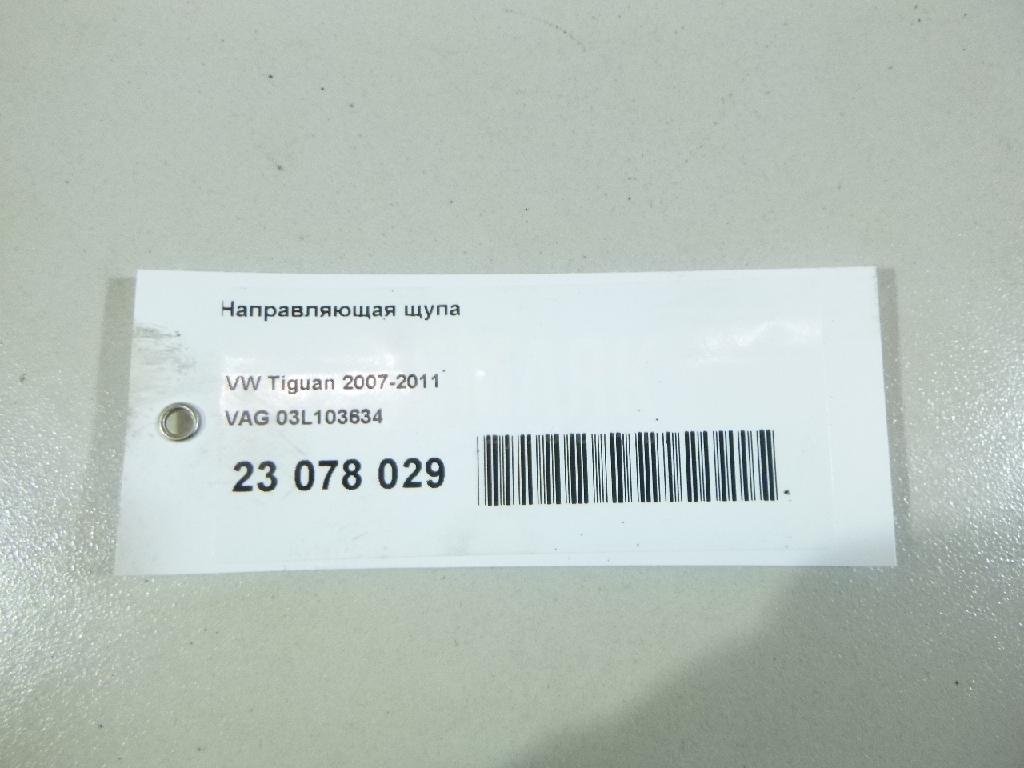 Направляющая щупа
VW Tiguan 2007-2011
VAG 03L103634
23 078 029